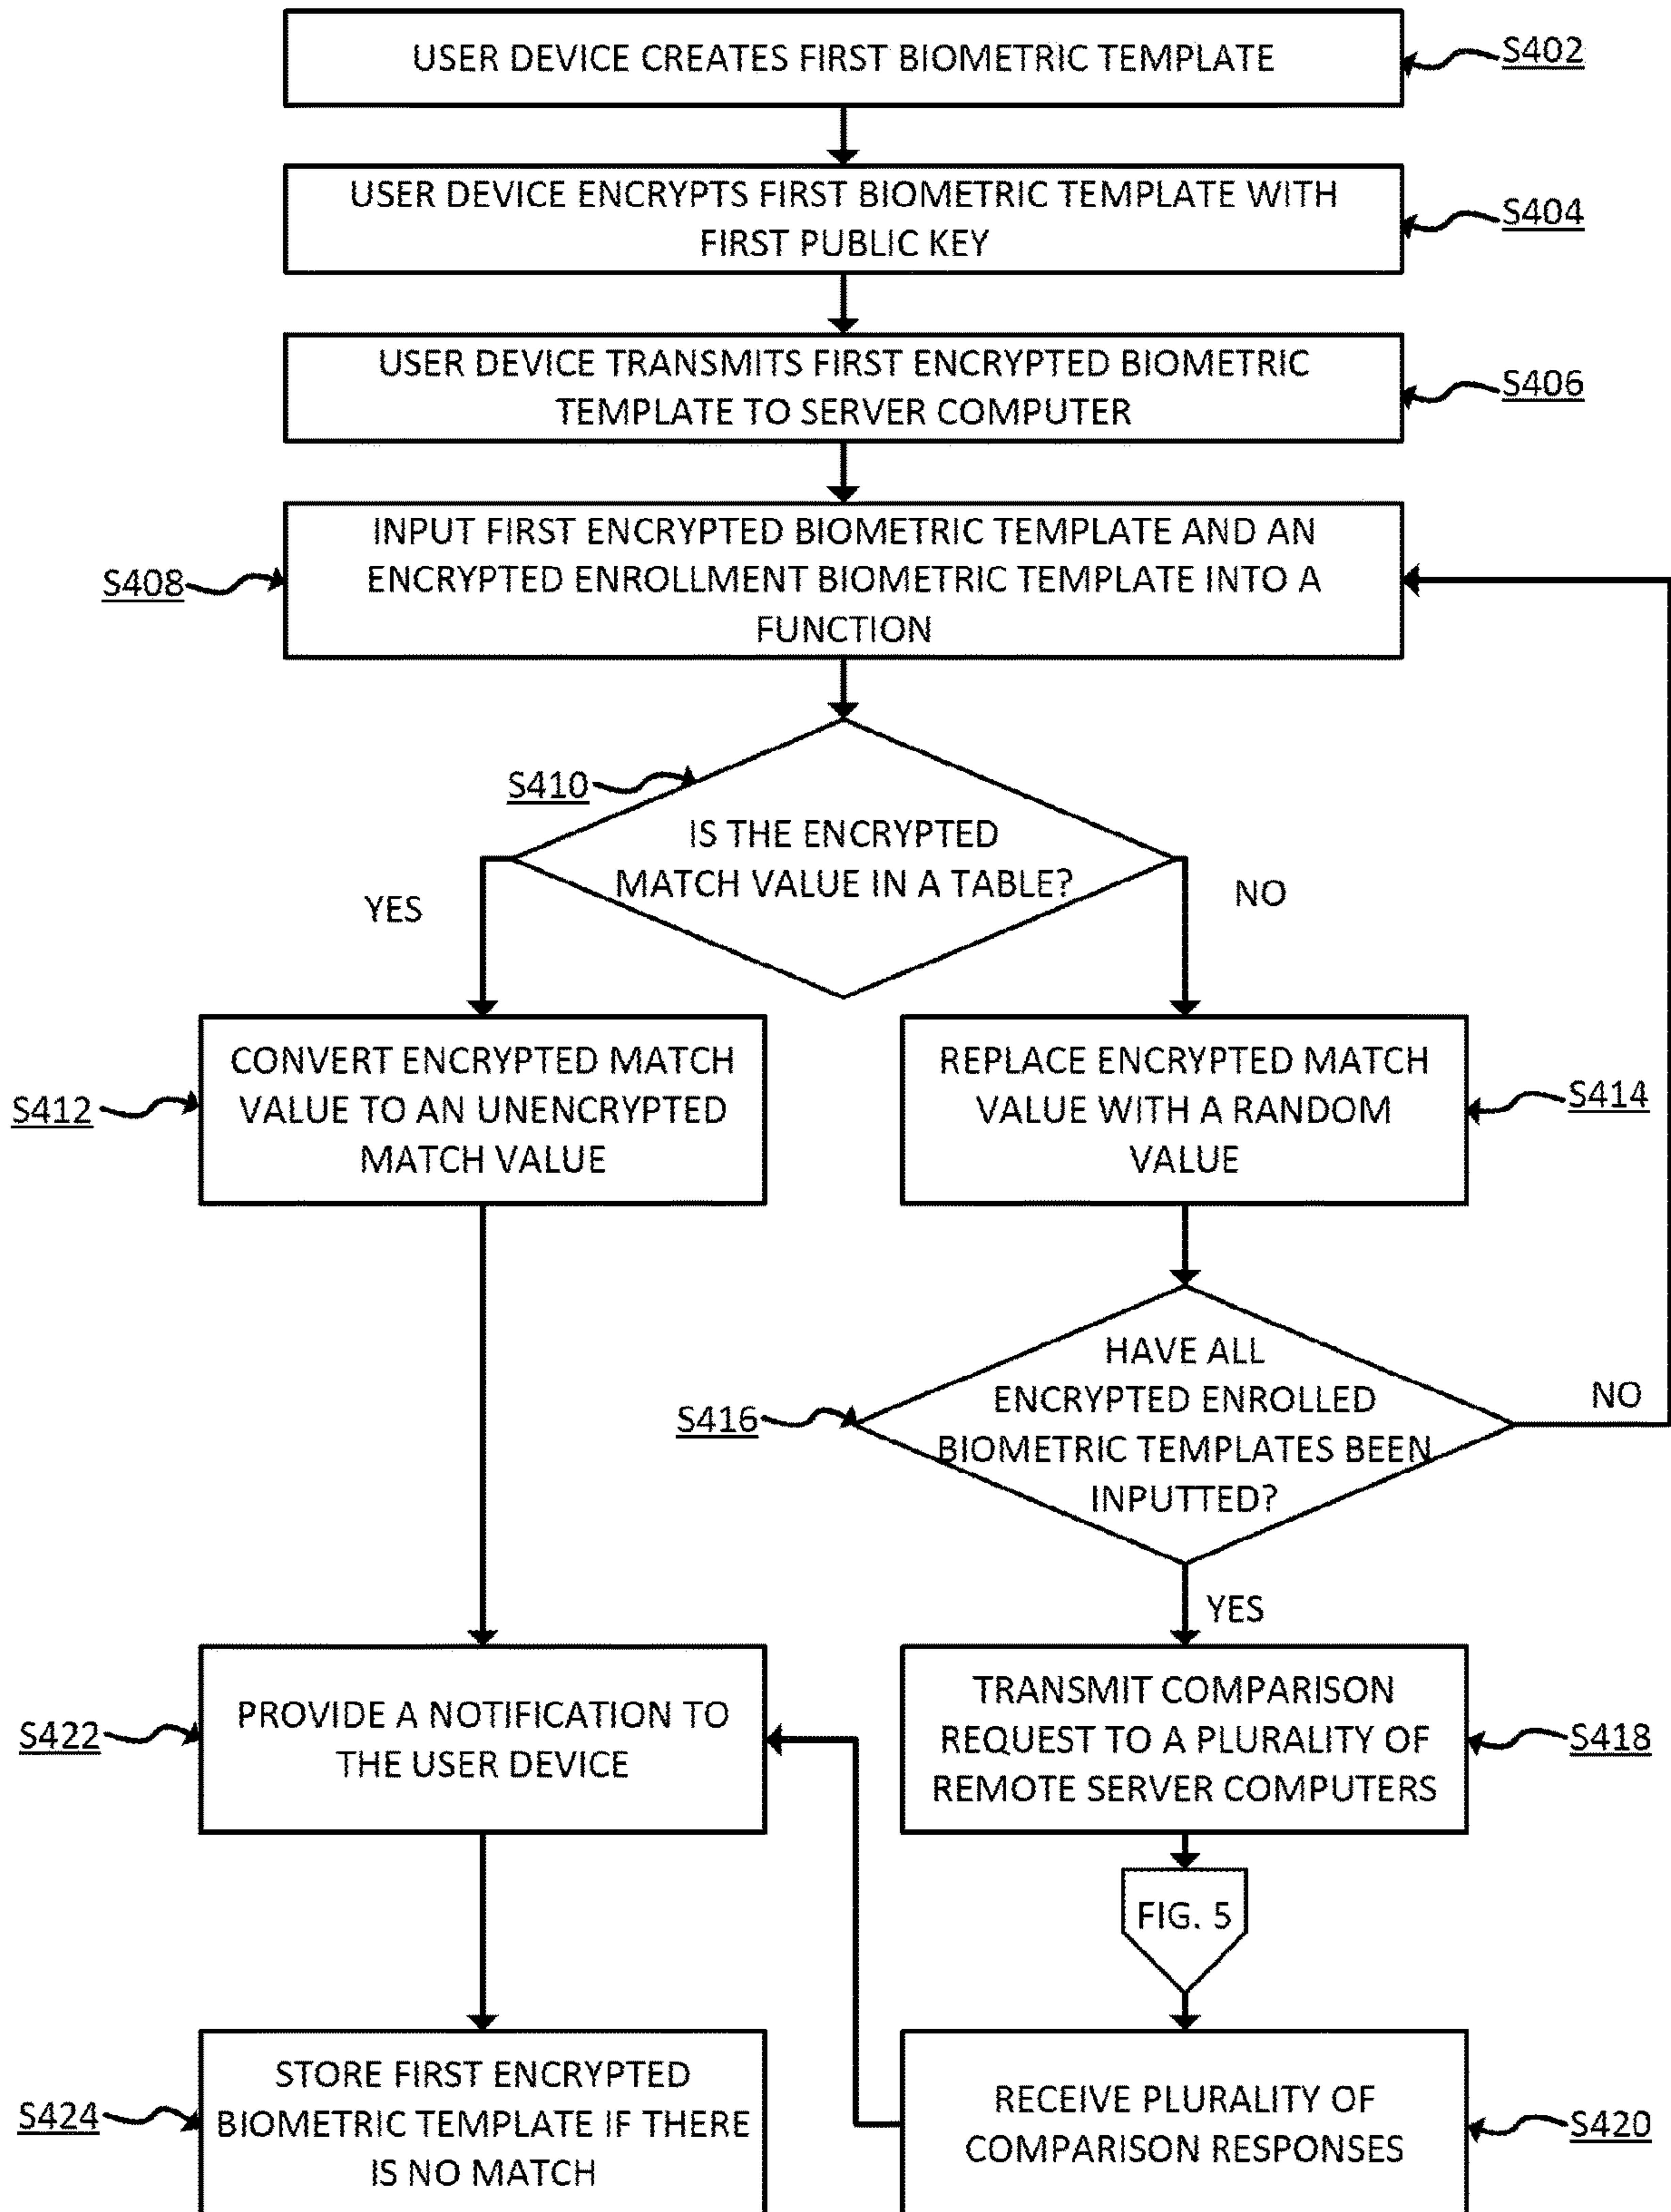 USER DEVICE CREATES FIRST BIOMETRIC TEMPLATE
S402
USER DEVICE ENCRYPTS FIRST BIOMETRIC TEMPLATE WITH
FIRST PUBLIC KEY
S404
USER DEVICE TRANSMITS FIRST ENCRYPTED BIOMETRIC
TEMPLATE TO SERVER COMPUTER
S406
INPUT FIRST ENCRYPTED BIOMETRIC TEMPLATE AND AN
ENCRYPTED ENROLLMENT BIOMETRIC TEMPLATE INTO A
FUNCTION
S408
S410
IS THE ENCRYPTED
MATCH VALUE IN A TABLE?
YES
NO
CONVERT ENCRYPTED MATCH
VALUE TO AN UNENCRYPTED
MATCH VALUE
S412
REPLACE ENCRYPTED MATCH
VALUE WITH A RANDOM
VALUE
S414
HAVE ALL
ENCRYPTED ENROLLED
BIOMETRIC TEMPLATES BEEN
INPUTTED?
S416
NO
YES
PROVIDE A NOTIFICATION TO
THE USER DEVICE
S422
TRANSMIT COMPARISON
REQUEST TO A PLURALITY OF
REMOTE SERVER COMPUTERS
S418
FIG. 5
STORE FIRST ENCRYPTED
BIOMETRIC TEMPLATE IF THERE
IS NO MATCH
S424
RECEIVE PLURALITY OF
COMPARISON RESPONSES
S420